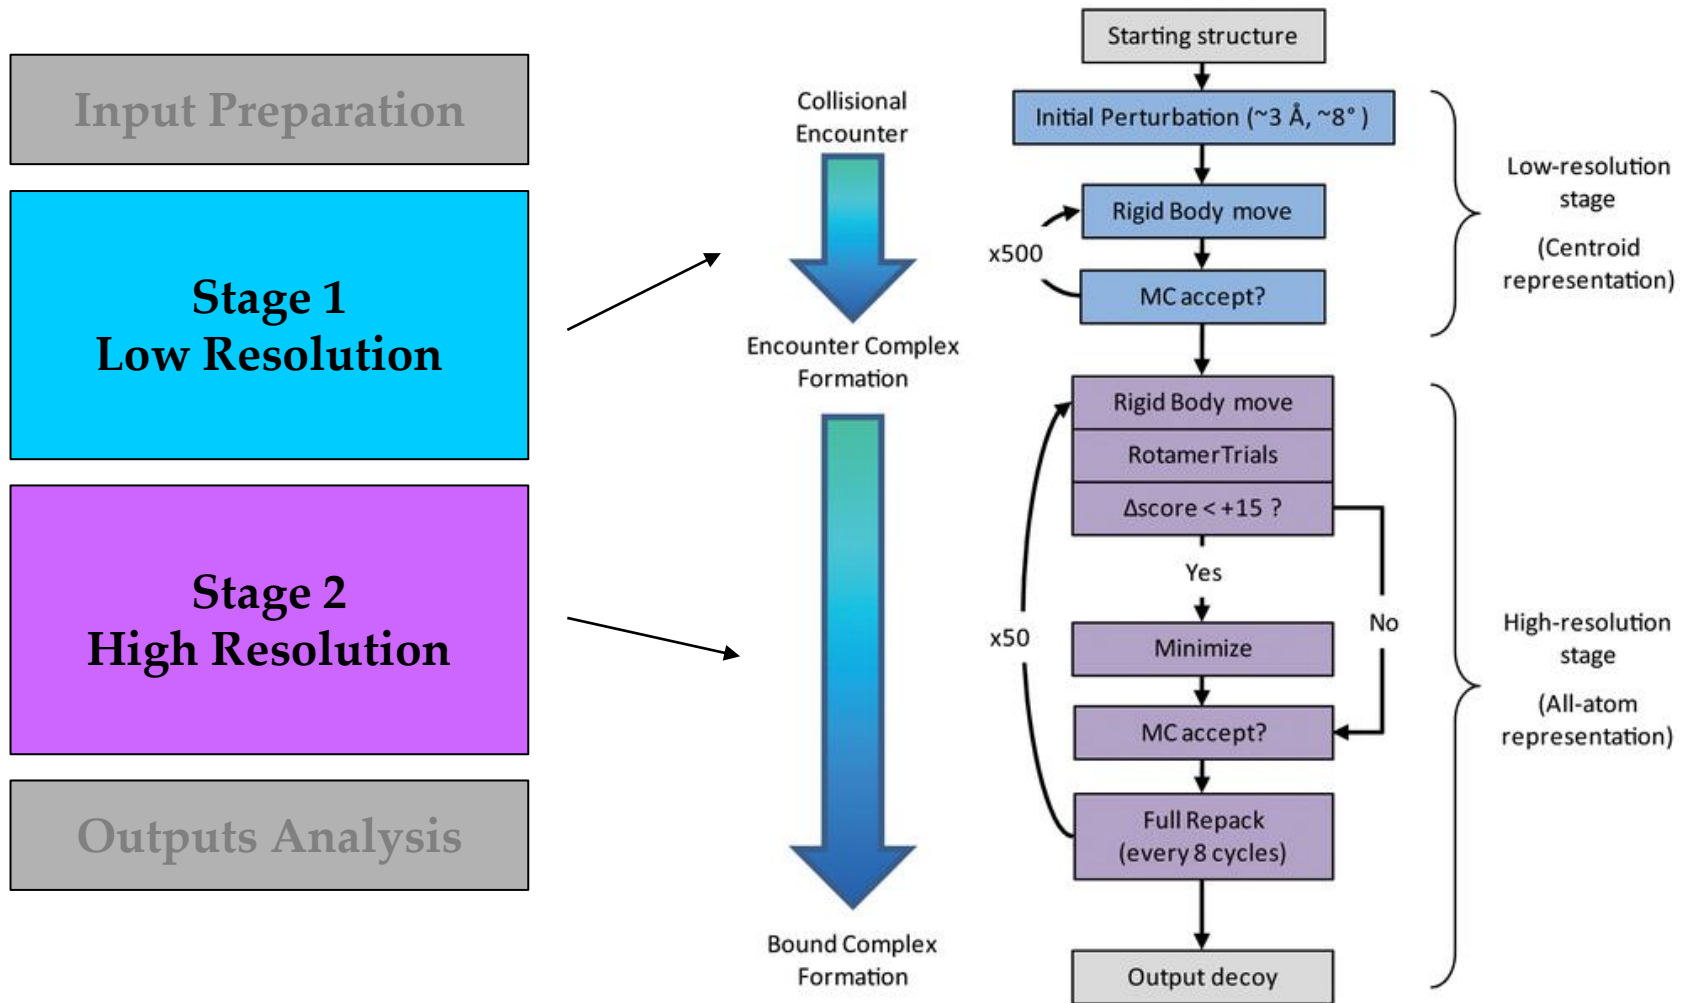 Input Preparation
Stage 1
Low Resolution
Stage 2
High Resolution
Outputs Analysis
Collisional
Encounter
Encounter Complex
Formation
Bound Complex
Formation
Starting structure
Initial Perturbation (~3 Å, ~8° )
Rigid Body move
x500
MC accept?
Rigid Body move
RotamerTrials
Δscore < +15 ?
Yes
No
x50
Minimize
MC accept?
Full Repack
(every 8 cycles)
Output decoy
Low-resolution
stage
(Centroid
representation)
High-resolution
stage
(All-atom
representation)